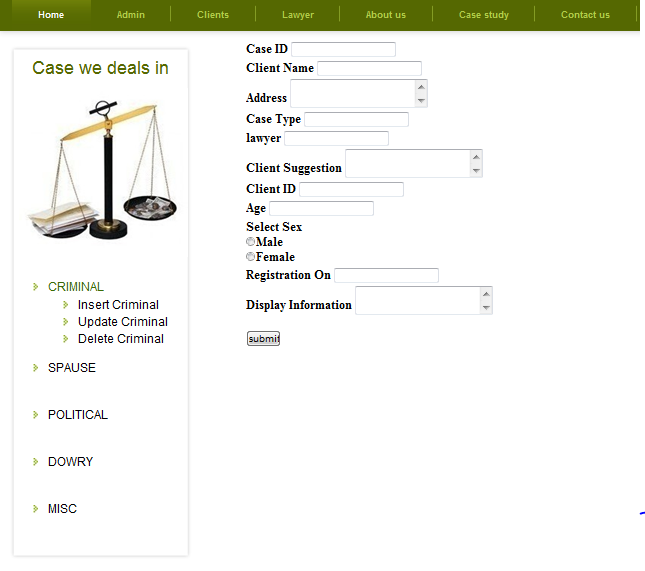 Home Admin Clients Lawyer About us Case study Contact us
Case we deals in
CRIMINAL
Insert Criminal
Update Criminal
Delete Criminal
SPAUSE
POLITICAL
DOWRY
MISC
Case ID
Client Name
Address
Case Type
lawyer
Client Suggestion
Client ID
Age
Select Sex
Male
Female
Registration On
Display Information
submit